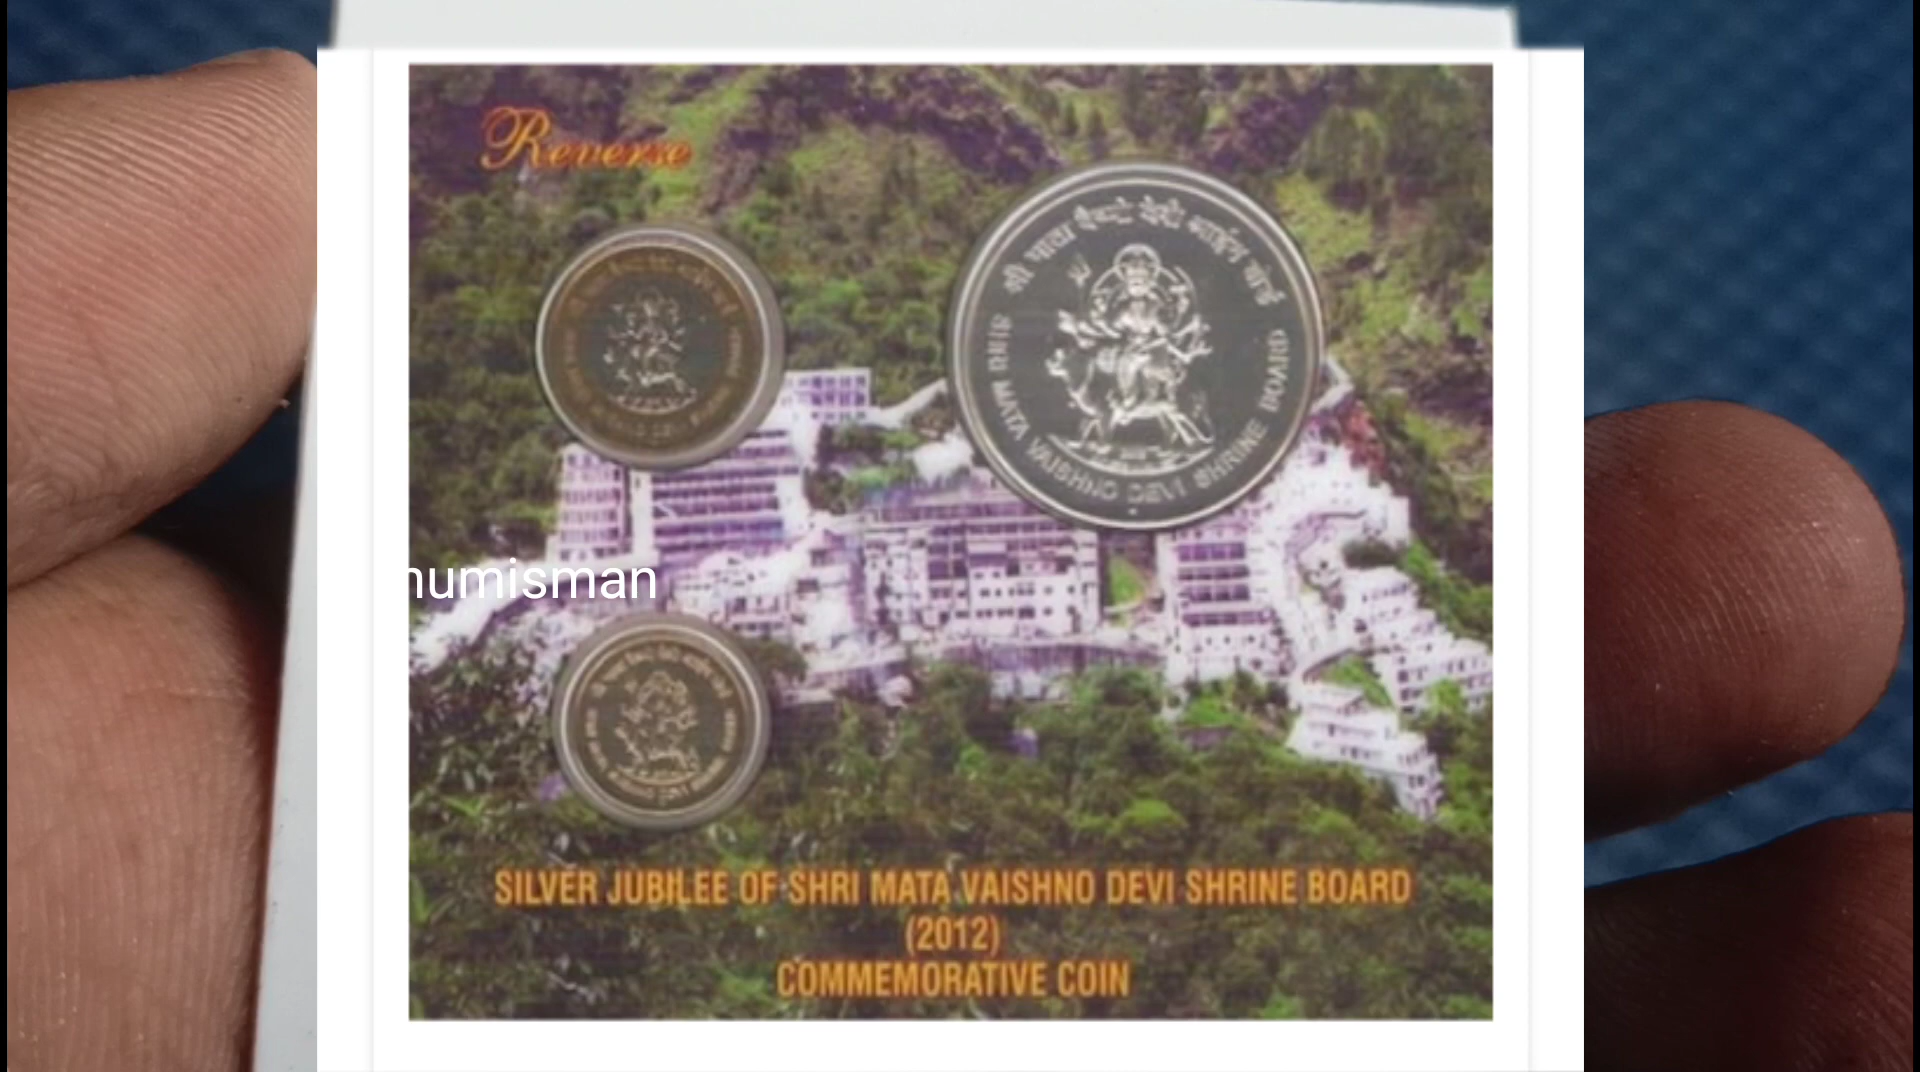 Reverse
श्री माता वैष्णो देवी श्राईन बोर्ड
SHRI MATA VAISHNO DEVI SHRINE BOARD
numisman
SILVER JUBILEE OF SHRI MATA VAISHNO DEVI SHRINE BOARD
(2012)
COMMEMORATIVE COIN